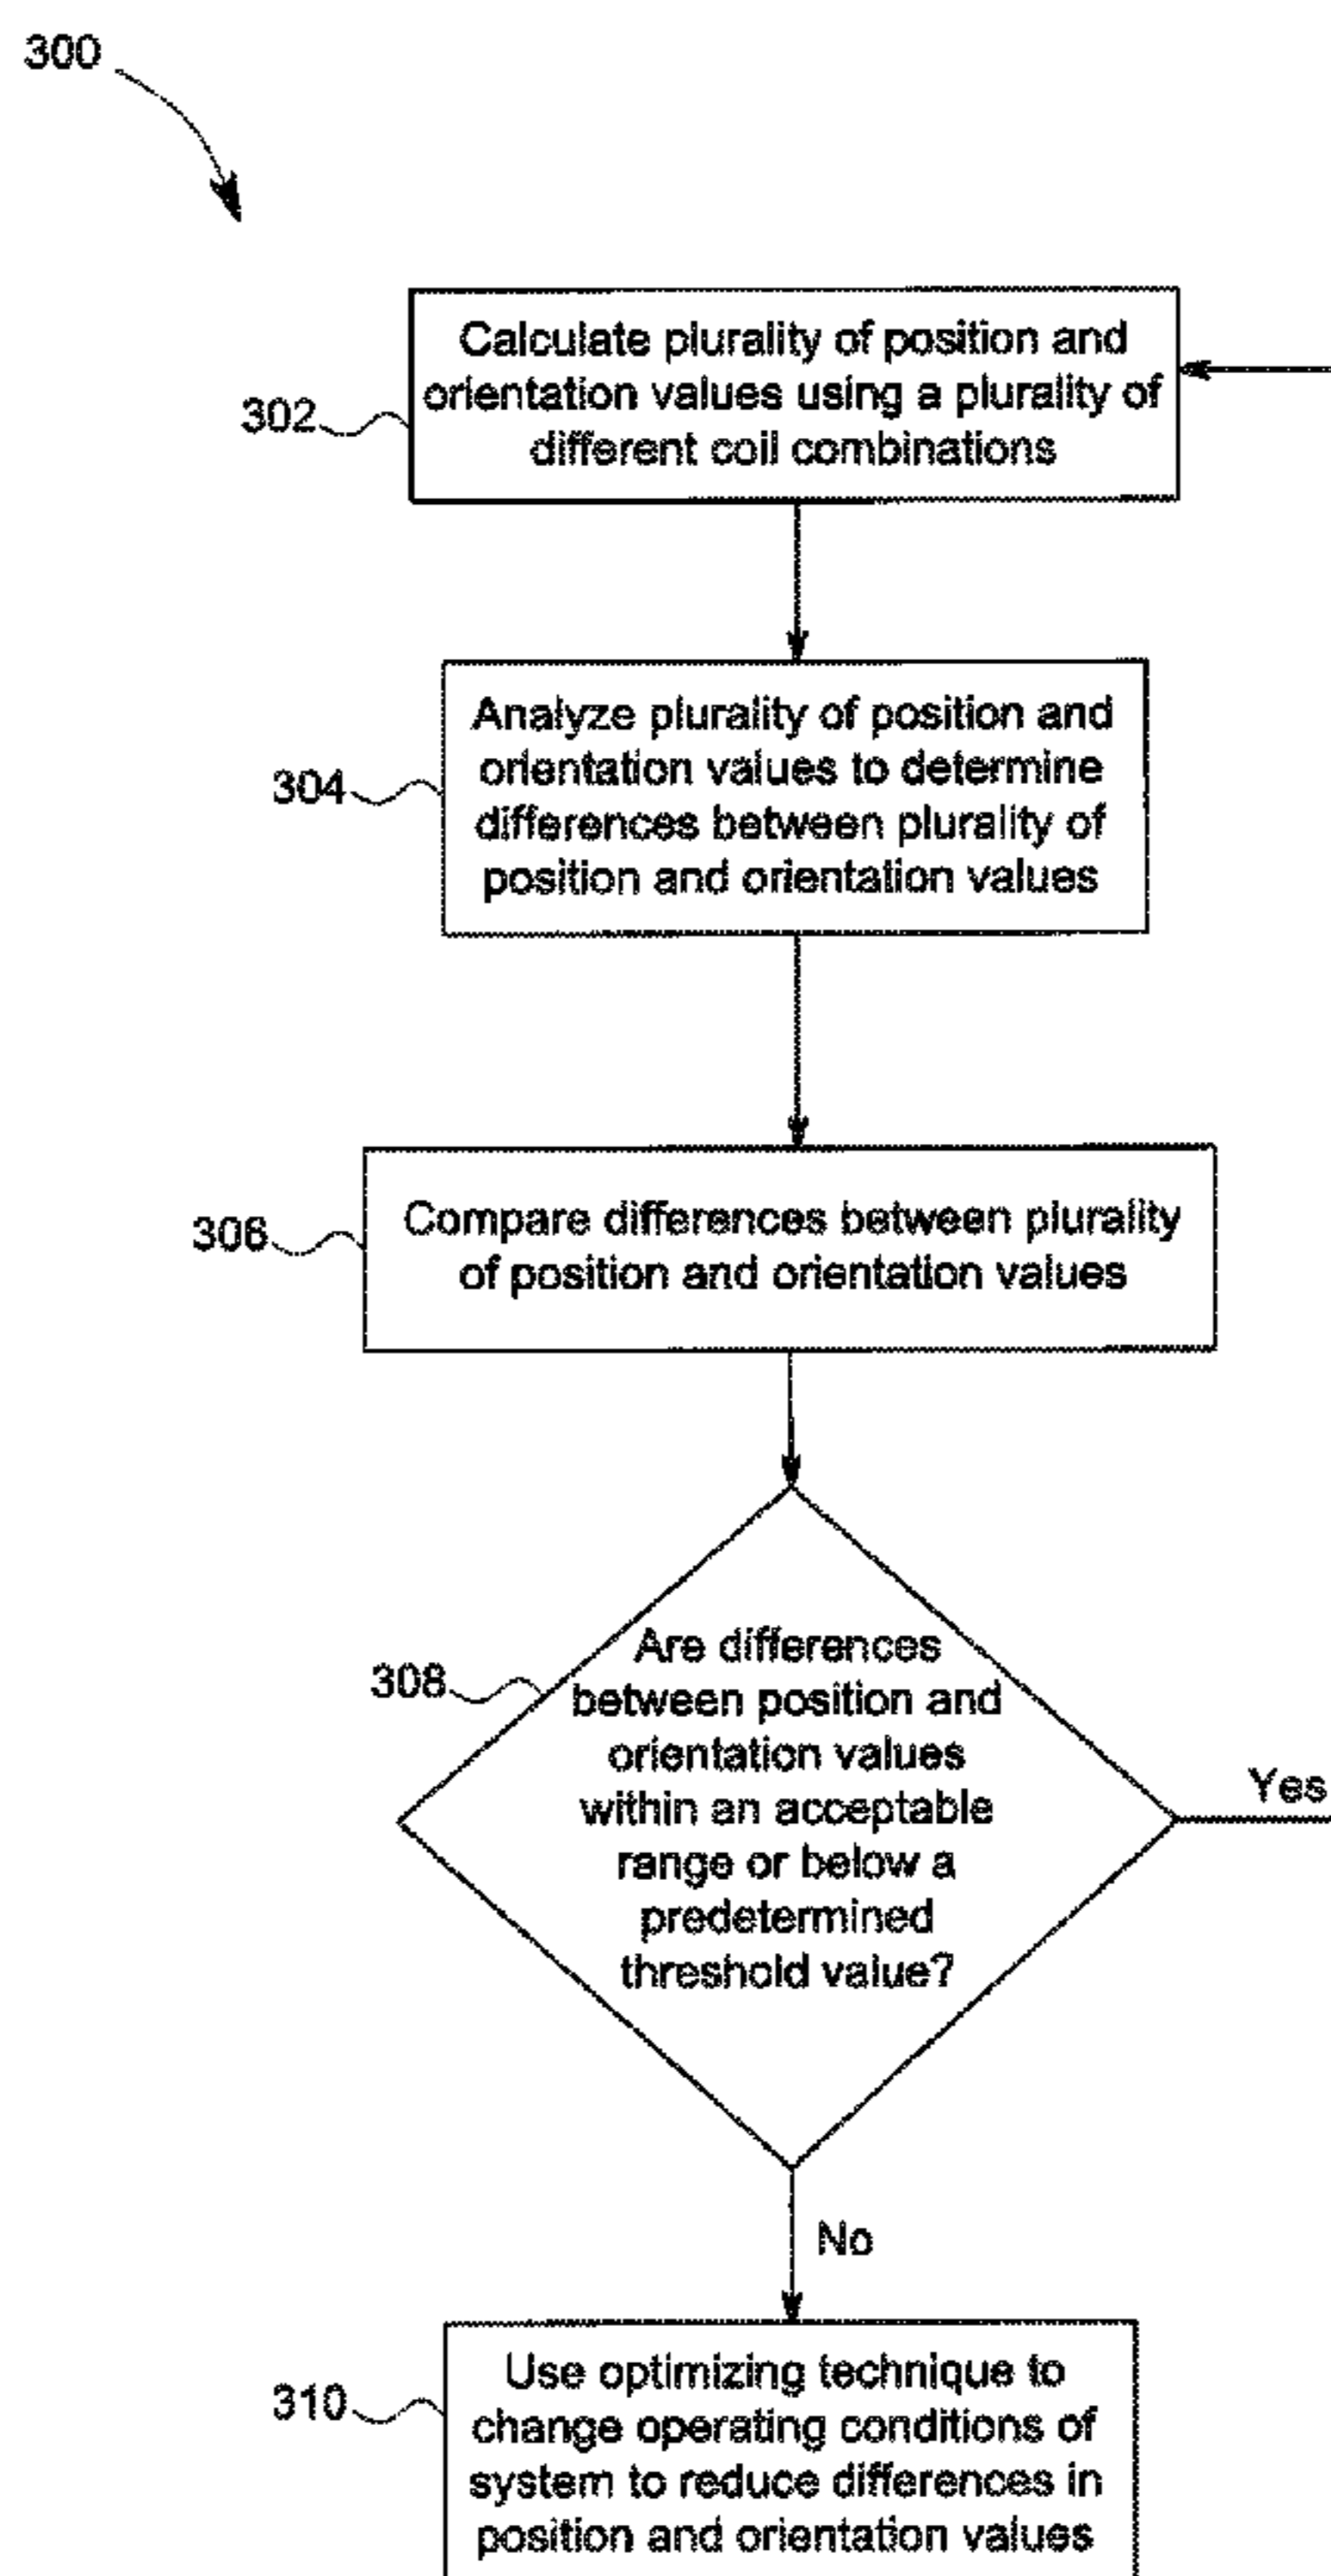 300
Calculate plurality of position and
orientation values using a plurality of
different coil combinations
302
Analyze plurality of position and
orientation values to determine
differences between plurality of
position and orientation values
304
Compare differences between plurality
of position and orientation values
306
Are differences
between position and
orientation values
within an acceptable
range or below a
predetermined
threshold value?
308
Yes
No
Use optimizing technique to
change operating conditions of
system to reduce differences in
position and orientation values
310